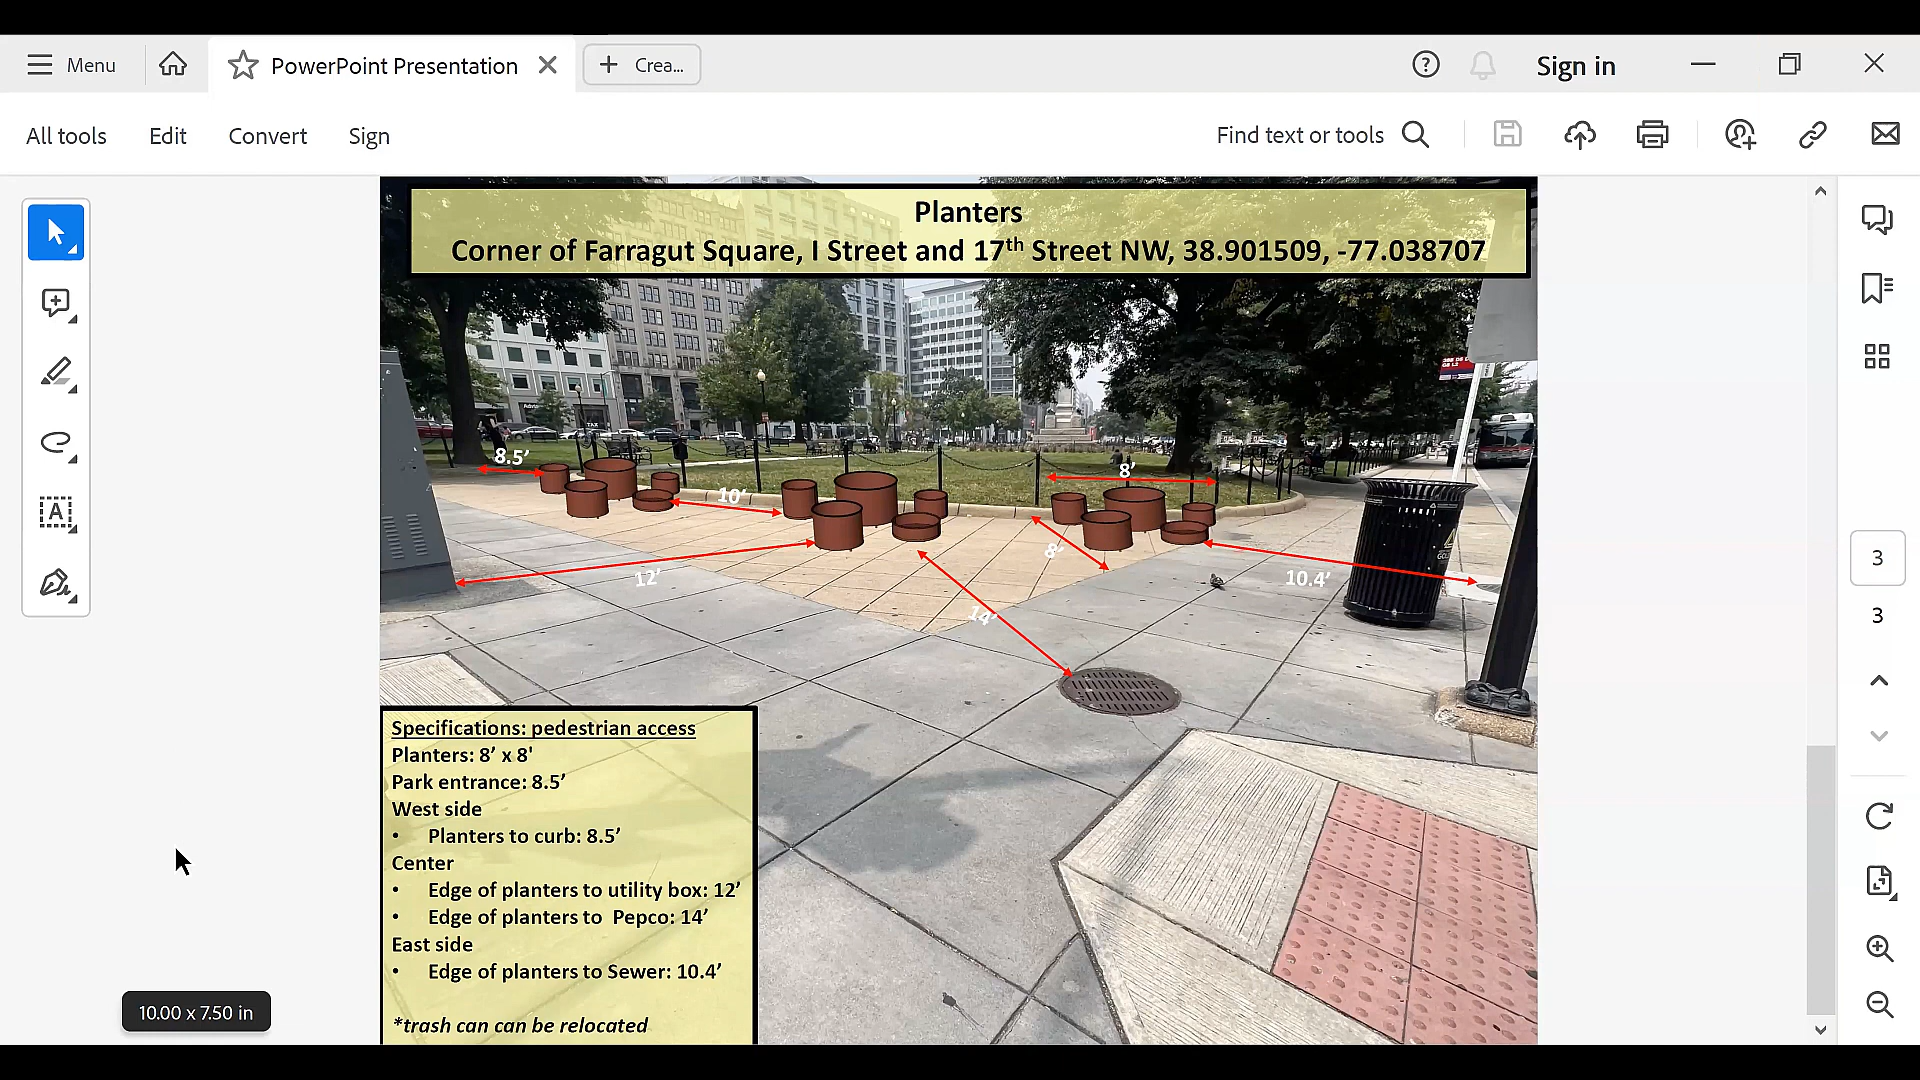 Menu
PowerPoint Presentation
Crea...
Sign in
All tools
Edit
Convert
Sign
Find text or tools
Planters
Corner of Farragut Square, I Street and 17th Street NW, 38.901509, -77.038707
8.5'
10'
8'
8'
12'
14'
10.4'
3
3
Specifications: pedestrian access
Planters: 8' x 8'
Park entrance: 8.5'
West side
• Planters to curb: 8.5'
Center
• Edge of planters to utility box: 12'
• Edge of planters to Pepco: 14'
East side
• Edge of planters to Sewer: 10.4'
*trash can can be relocated
10.00 x 7.50 in